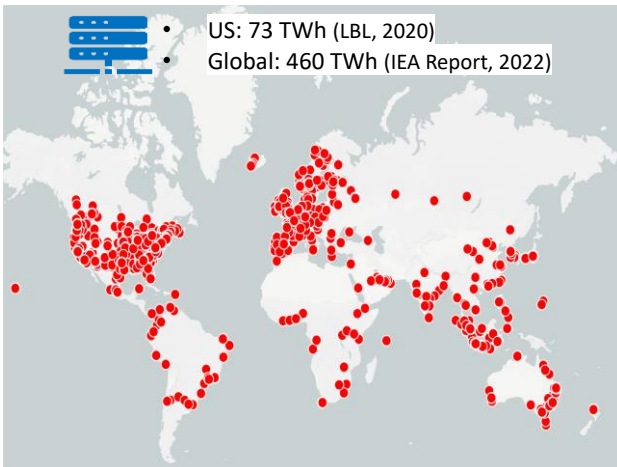 • US: 73 TWh (LBL, 2020)
• Global: 460 TWh (IEA Report, 2022)